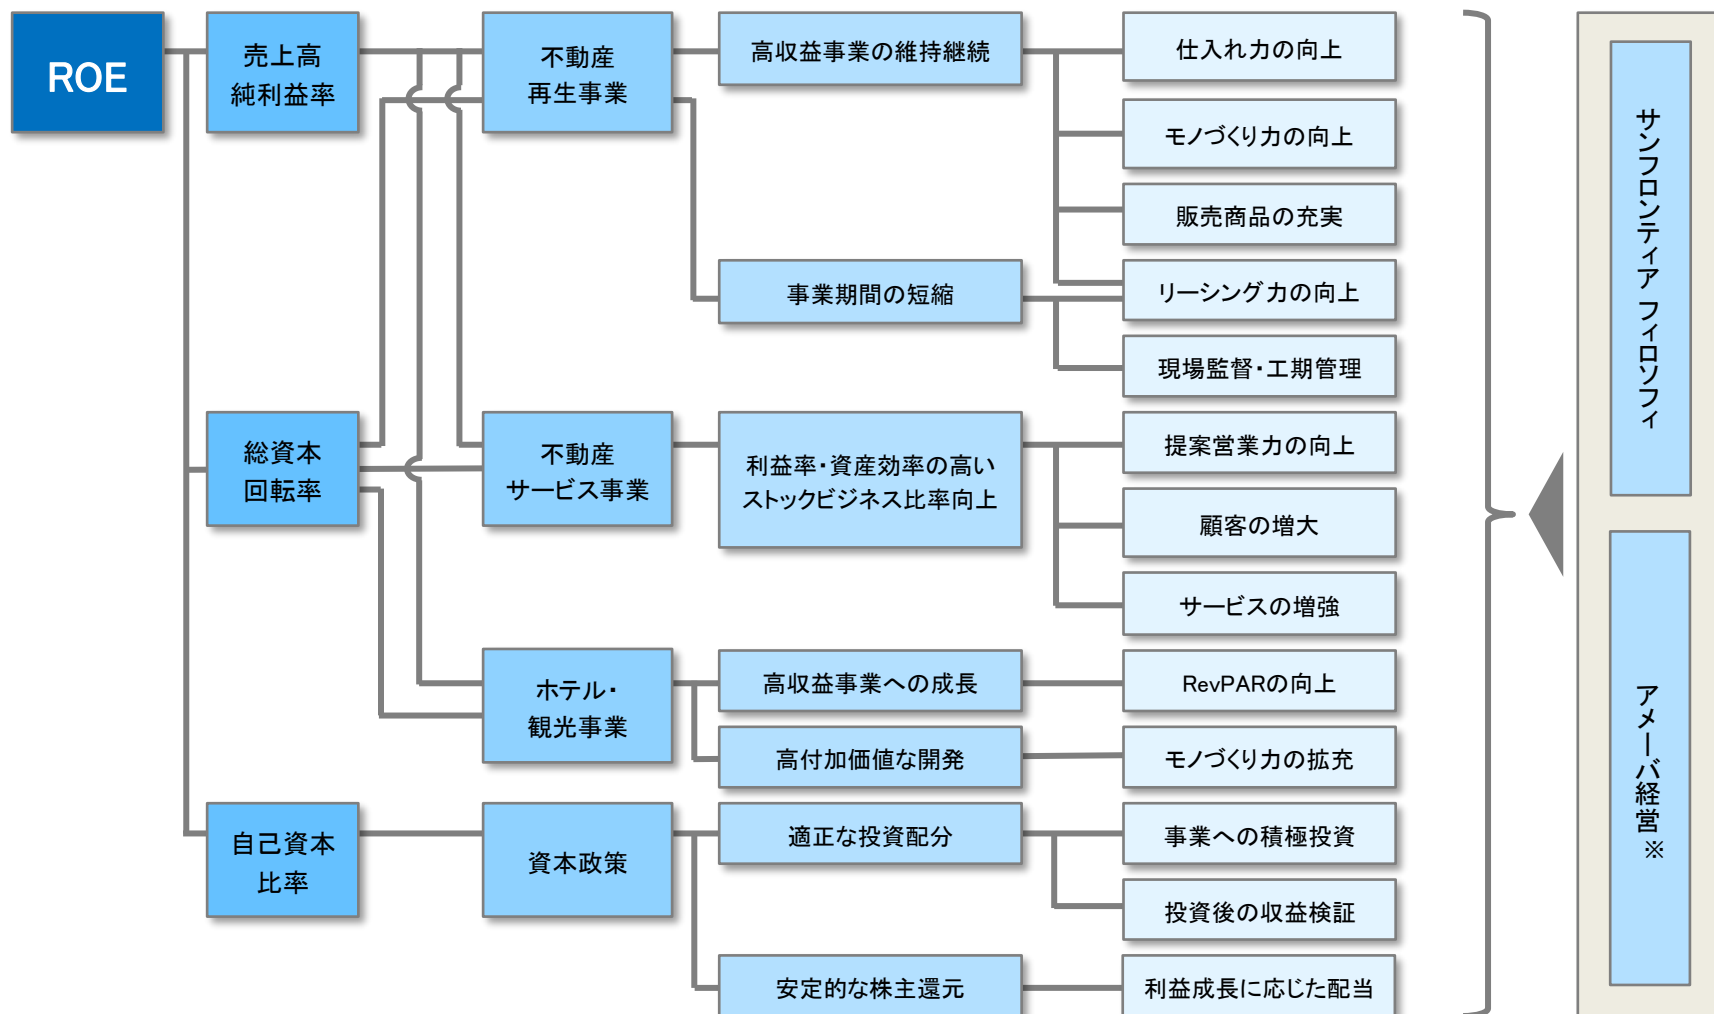 ROE
売上高
純利益率
不動産
再生事業
高収益事業の維持継続
仕入れ力の向上
モノづくり力の向上
販売商品の充実
事業期間の短縮
リーシング力の向上
現場監督・工期管理
総資本
回転率
不動産
サービス事業
利益率・資産効率の高い
ストックビジネス比率向上
提案営業力の向上
顧客の増大
サービスの増強
ホテル・
観光事業
高収益事業への成長
RevPARの向上
高付加価値な開発
モノづくり力の拡充
自己資本
比率
資本政策
適正な投資配分
事業への積極投資
投資後の収益検証
安定的な株主還元
利益成長に応じた配当
サンフロンティア フィロソフィ
アメーバ経営※